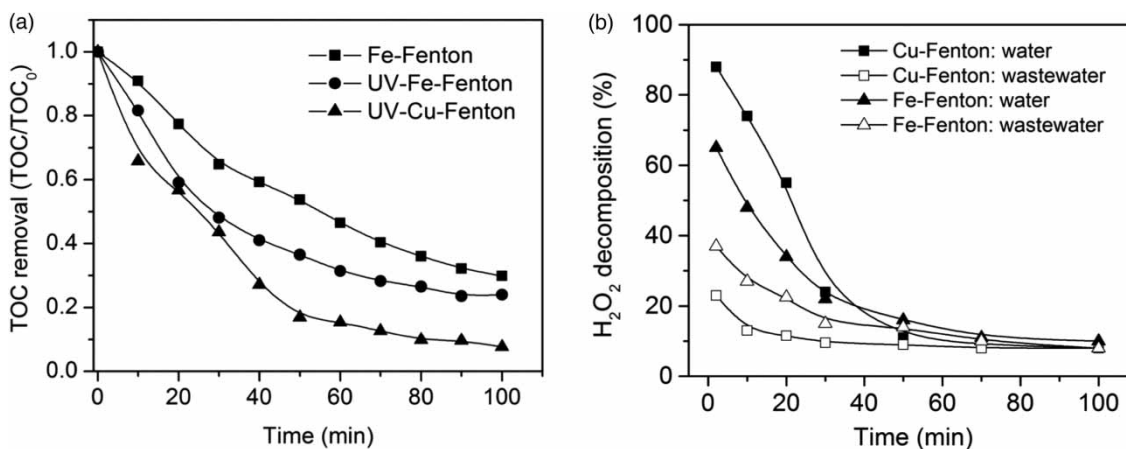 (a)
TOC removal (TOC/TOC₀)
1.0
0.8
0.6
0.4
0.2
0.0
Fe-Fenton
UV-Fe-Fenton
UV-Cu-Fenton
0 20 40 60 80 100
Time (min)
(b)
H₂O₂ decomposition (%)
100
80
60
40
20
0
Cu-Fenton: water
Cu-Fenton: wastewater
Fe-Fenton: water
Fe-Fenton: wastewater
0 20 40 60 80 100
Time (min)